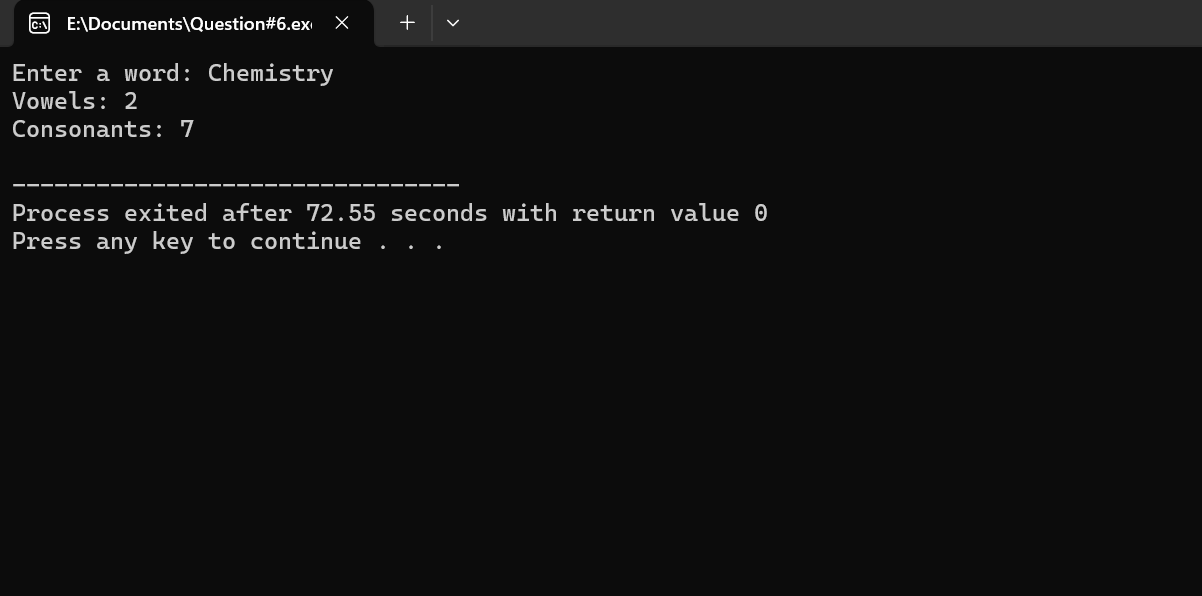 E:\Documents\Question#6.ex
Enter a word: Chemistry
Vowels: 2
Consonants: 7
--------------------------------
Process exited after 72.55 seconds with return value 0
Press any key to continue . . .